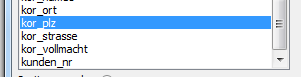 kor_ort
kor_plz
kor_strasse
kor_vollmacht
kunden_nr